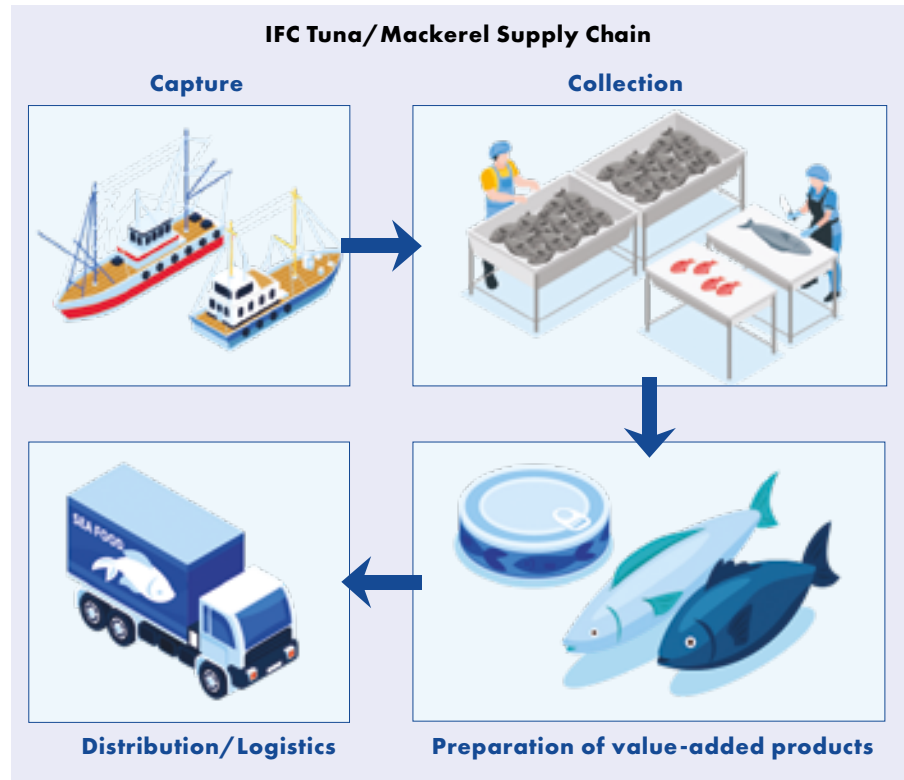 IFC Tuna/Mackerel Supply Chain
Capture
Collection
SEA FOOD
Distribution/Logistics
Preparation of value-added products